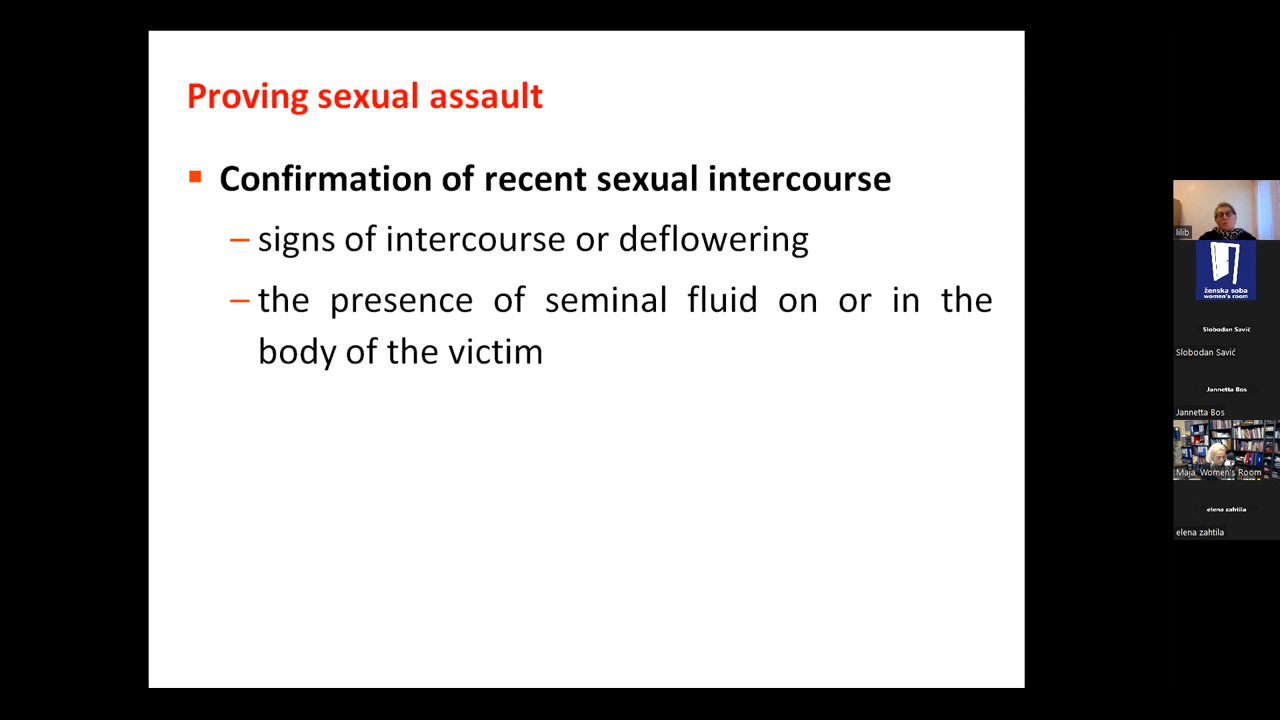 Proving sexual assault
▪ Confirmation of recent sexual intercourse
– signs of intercourse or deflowering
– the presence of seminal fluid on or in the
body of the victim
lilib
ženska soba
women's room
Slobodan Savić
Slobodan Savić
Jannetta Bos
Jannetta Bos
Maja, Women's Room
elena zahtila
elena zahtila